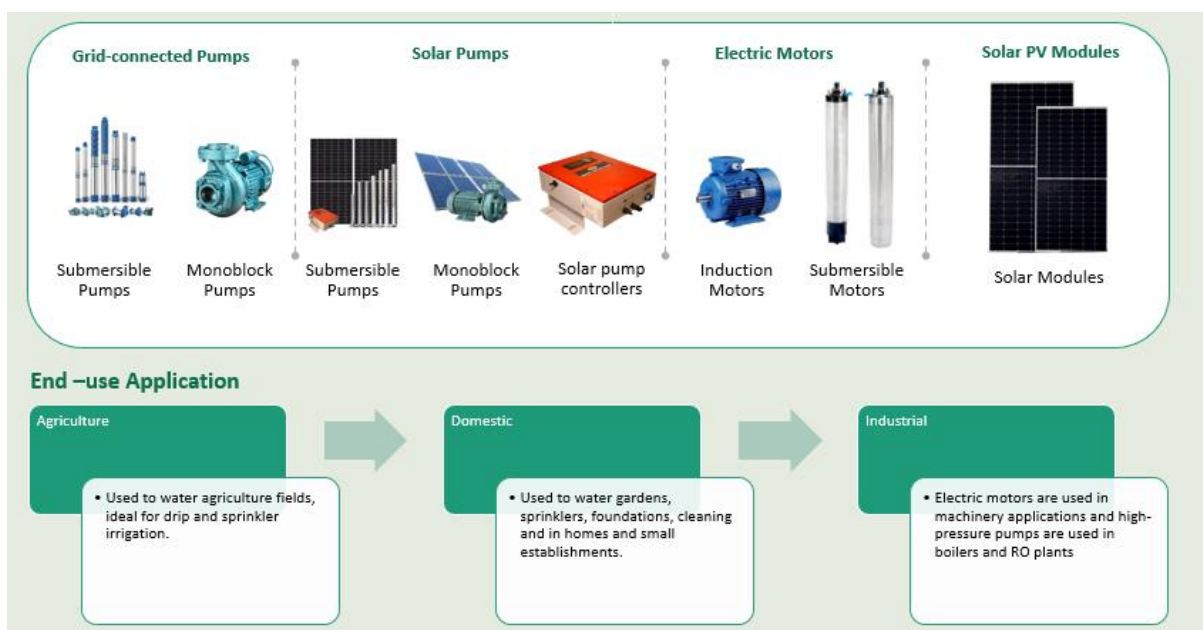 Grid-connected Pumps
Solar Pumps
Electric Motors
Solar PV Modules
Submersible
Pumps
Monoblock
Pumps
Submersible
Pumps
Monoblock
Pumps
Solar pump
controllers
Induction
Motors
Submersible
Motors
Solar Modules
End –use Application
Agriculture
• Used to water agriculture fields,
ideal for drip and sprinkler
irrigation.
Domestic
• Used to water gardens,
sprinklers, foundations, cleaning
and in homes and small
establishments.
Industrial
• Electric motors are used in
machinery applications and high-
pressure pumps are used in
boilers and RO plants